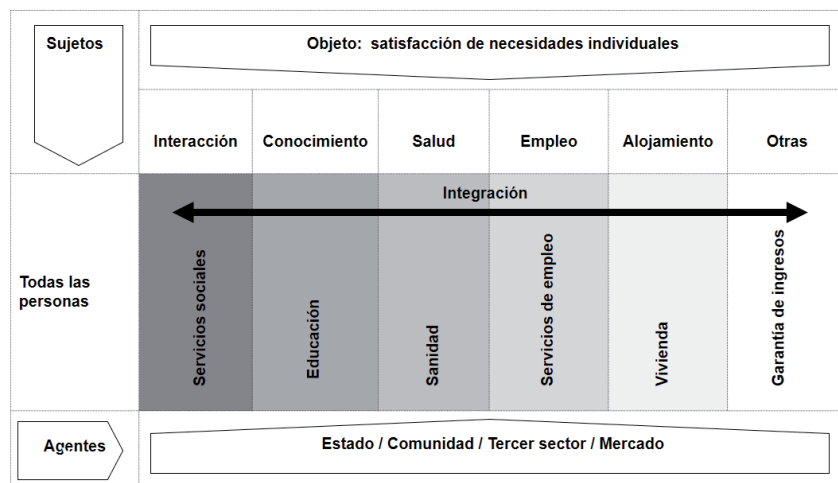 Sujetos
Objeto: satisfacción de necesidades individuales
Interacción
Conocimiento
Salud
Empleo
Alojamiento
Otras
Integración
Todas las
personas
Servicios sociales
Educación
Sanidad
Servicios de empleo
Vivienda
Garantía de ingresos
Agentes
Estado / Comunidad / Tercer sector / Mercado